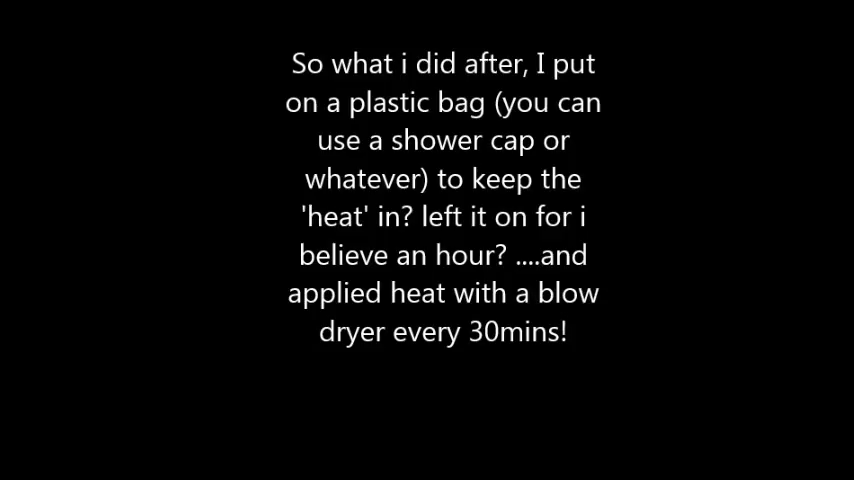 So what i did after, I put
on a plastic bag (you can
use a shower cap or
whatever) to keep the
'heat' in? left it on for i
believe an hour? ....and
applied heat with a blow
dryer every 30mins!